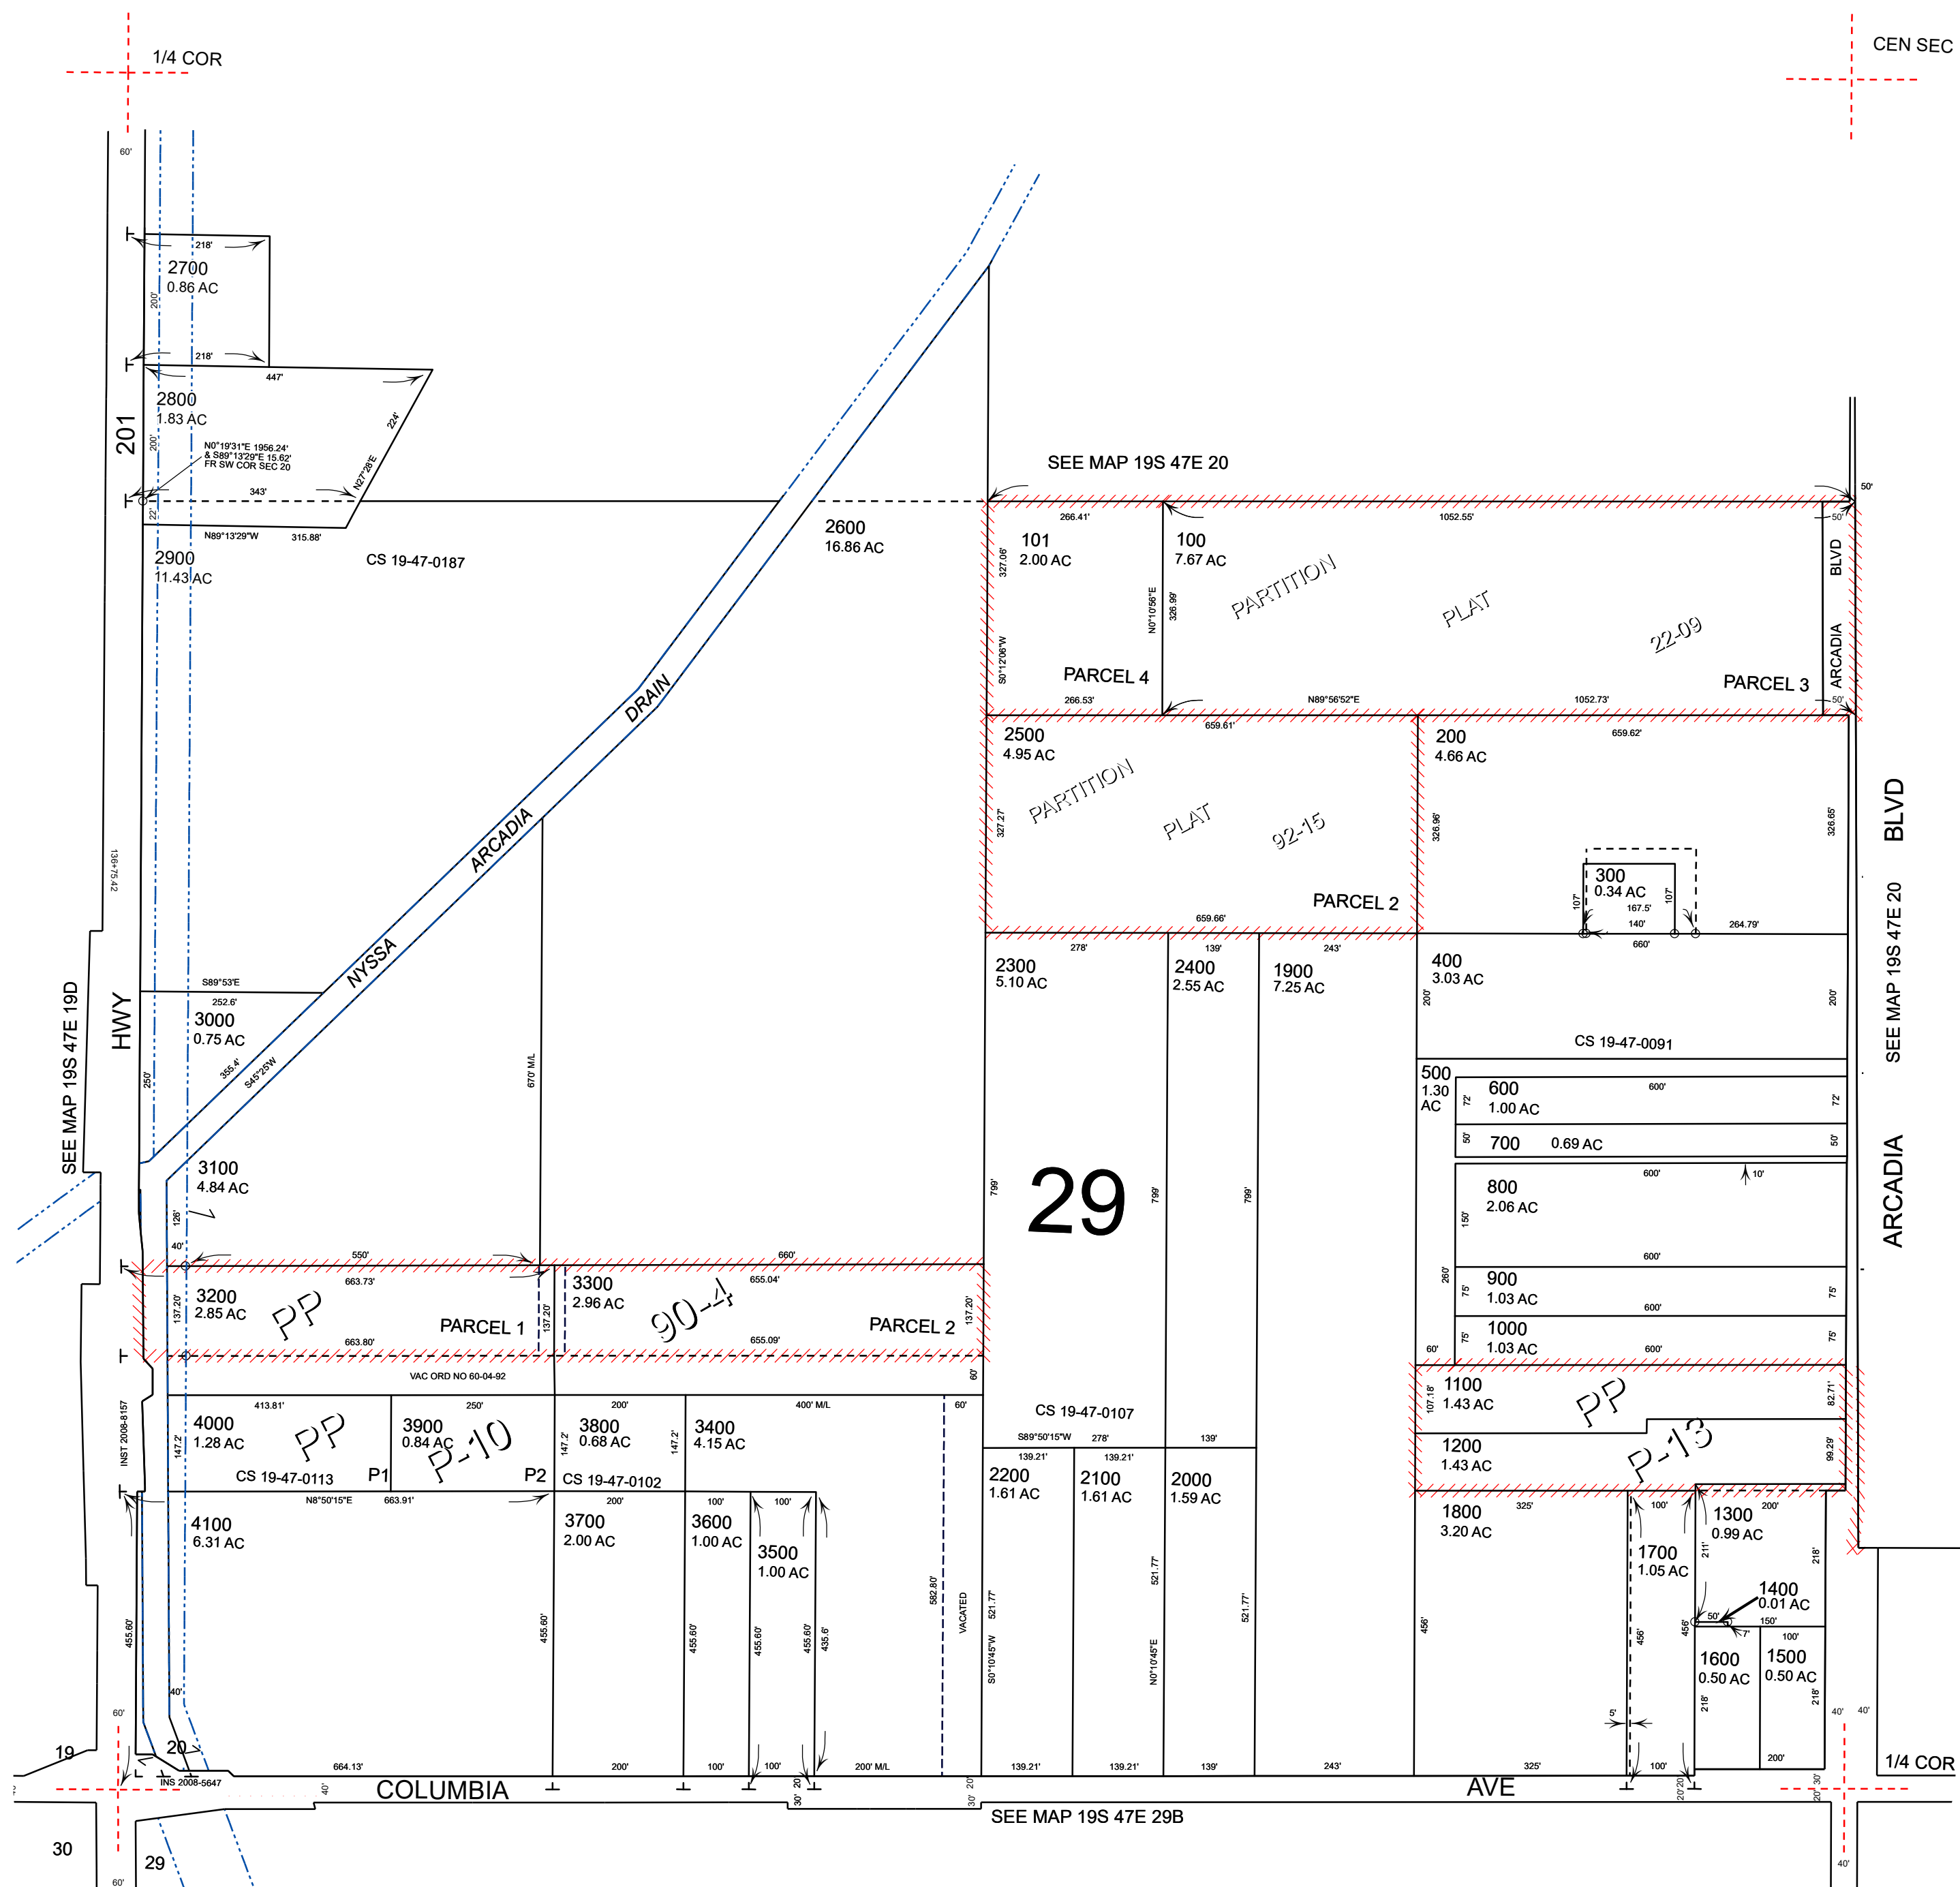 1/4 COR
CEN SEC
60'
218'
2700
0.86 AC
200'
218'
447'
2800
1.83 AC
224'
201
200'
N0°19'31"E 1956.24'
& S89°13'29"E 15.62'
FR SW COR SEC 20
N27°28'E
343'
22'
N89°13'29"W
315.88'
2900
11.43 AC
CS 19-47-0187
2600
16.86 AC
SEE MAP 19S 47E 20
50'
266.41'
1052.55'
50'
101
2.00 AC
100
7.67 AC
327.06'
S0°12'06"W
N0°10'56"E
326.99'
PARTITION
PLAT
22-09
BLVD
ARCADIA
PARCEL 4
PARCEL 3
266.53'
N89°56'52"E
1052.73'
50'
659.61'
659.62'
2500
4.95 AC
200
4.66 AC
PARTITION
PLAT
92-15
327.27'
326.96'
326.65'
PARCEL 2
659.66'
300
0.34 AC
107'
107'
167.5'
140'
264.79'
660'
BLVD
SEE MAP 19S 47E 20
ARCADIA
DRAIN
ARCADIA
NYSSA
136+75.42
SEE MAP 19S 47E 19D
HWY
S89°53'E
252.6'
3000
0.75 AC
355.4'
S45°25'W
250'
670' M/L
278'
139'
243'
2300
5.10 AC
2400
2.55 AC
1900
7.25 AC
400
3.03 AC
200'
200'
CS 19-47-0091
500
1.30
AC
600
1.00 AC
600'
72'
72'
700
0.69 AC
50'
50'
600'
10'
800
2.06 AC
150'
600'
260'
900
1.03 AC
75'
75'
600'
1000
1.03 AC
75'
75'
60'
600'
29
799'
799'
799'
3100
4.84 AC
126'
40'
550'
660'
663.73'
655.04'
3200
2.85 AC
137.20'
PP
PARCEL 1
137.20'
3300
2.96 AC
90-4
PARCEL 2
137.20'
663.80'
655.09'
VAC ORD NO 60-04-92
60'
1100
1.43 AC
107.18'
82.71'
PP
P-13
1200
1.43 AC
99.29'
INST 2008-8157
413.81'
250'
200'
400' M/L
60'
4000
1.28 AC
147.2'
PP
3900
0.84 AC
P-10
3800
0.68 AC
147.2'
147.2'
3400
4.15 AC
CS 19-47-0113
P1
P2
CS 19-47-0102
CS 19-47-0107
S89°50'15"W
278'
139'
139.21'
139.21'
N8°50'15"E
663.91'
200'
100'
100'
4100
6.31 AC
3700
2.00 AC
3600
1.00 AC
3500
1.00 AC
2200
1.61 AC
2100
1.61 AC
2000
1.59 AC
325'
100'
200'
1800
3.20 AC
1300
0.99 AC
1700
1.05 AC
211'
218'
1400
0.01 AC
50'
150'
7'
100'
1600
0.50 AC
1500
0.50 AC
218'
218'
200'
455.60'
455.60'
455.60'
455.60'
455.60'
435.6'
582.80'
VACATED
521.77'
S0°10'45"W
521.77'
N0°10'45"E
521.77'
456'
456'
456'
5'
40'
60'
19
20
INS 2008-5647
664.13'
200'
100'
100'
200' M/L
139.21'
139.21'
139'
243'
325'
100'
40'
40'
1/4 COR
40'
COLUMBIA
20'
30'
20'
30'
AVE
20'
20'
30'
20'
SEE MAP 19S 47E 29B
30
29
60'
40'